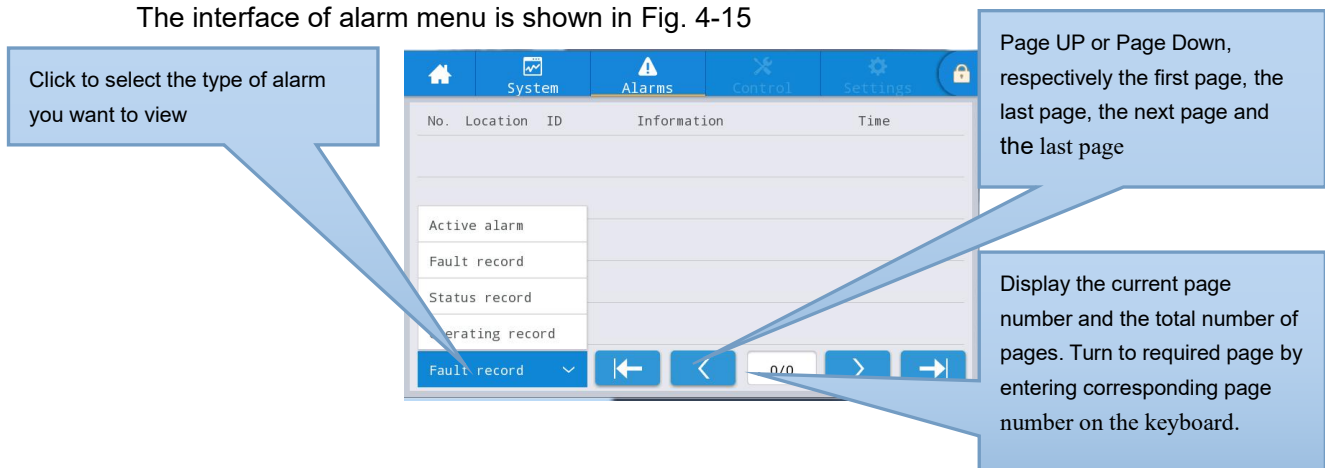 The interface of alarm menu is shown in Fig. 4-15
Click to select the type of alarm
you want to view
System
Alarms
Control
Settings
No. Location ID Information Time
Active alarm
Fault record
Status record
Operating record
Fault record
0/0
Page UP or Page Down,
respectively the first page, the
last page, the next page and
the last page
Display the current page
number and the total number of
pages. Turn to required page by
entering corresponding page
number on the keyboard.